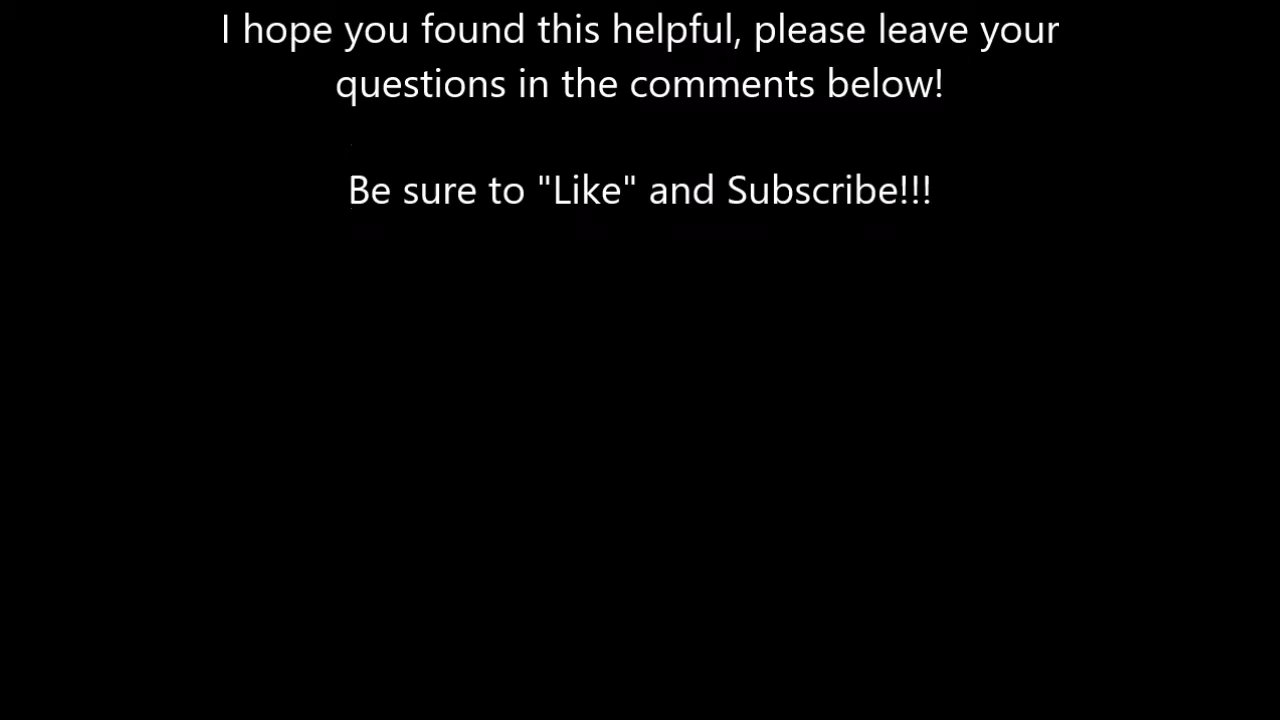 I hope you found this helpful, please leave your
questions in the comments below!
Be sure to "Like" and Subscribe!!!